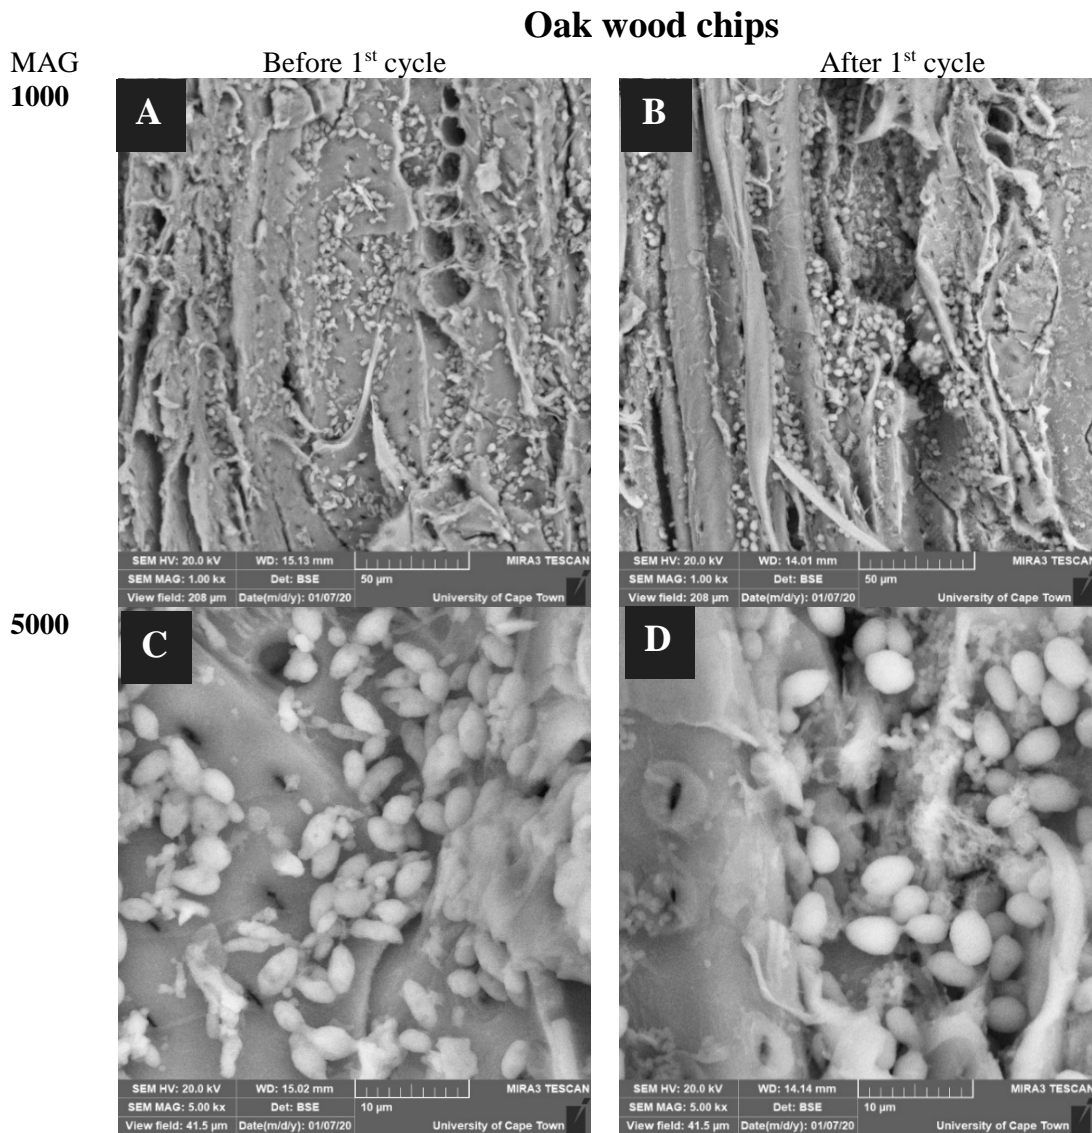 Oak wood chips
MAG
Before 1st cycle
After 1st cycle
1000
A
B
SEM HV: 20.0 kV
WD: 15.13 mm
MIRA3 TESCAN
SEM MAG: 1.00 kx
Det: BSE
50 µm
View field: 208 µm
Date(m/d/y): 01/07/20
University of Cape Town
SEM HV: 20.0 kV
WD: 14.01 mm
MIRA3 TESCAN
SEM MAG: 1.00 kx
Det: BSE
50 µm
View field: 208 µm
Date(m/d/y): 01/07/20
University of Cape Town
5000
C
D
SEM HV: 20.0 kV
WD: 15.02 mm
MIRA3 TESCAN
SEM MAG: 5.00 kx
Det: BSE
10 µm
View field: 41.5 µm
Date(m/d/y): 01/07/20
University of Cape Town
SEM HV: 20.0 kV
WD: 14.14 mm
MIRA3 TESCAN
SEM MAG: 5.00 kx
Det: BSE
10 µm
View field: 41.5 µm
Date(m/d/y): 01/07/20
University of Cape Town